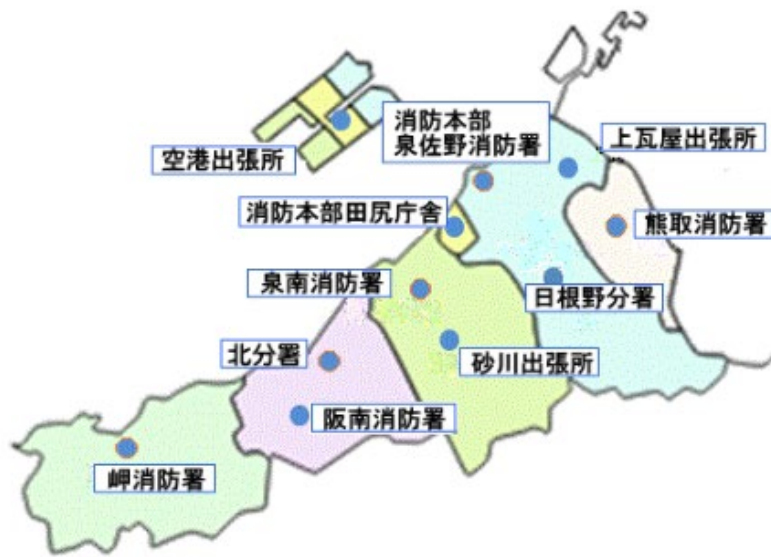 消防本部
泉佐野消防署
上瓦屋出張所
空港出張所
消防本部田尻庁舎
熊取消防署
泉南消防署
日根野分署
北分署
砂川出張所
阪南消防署
岬消防署